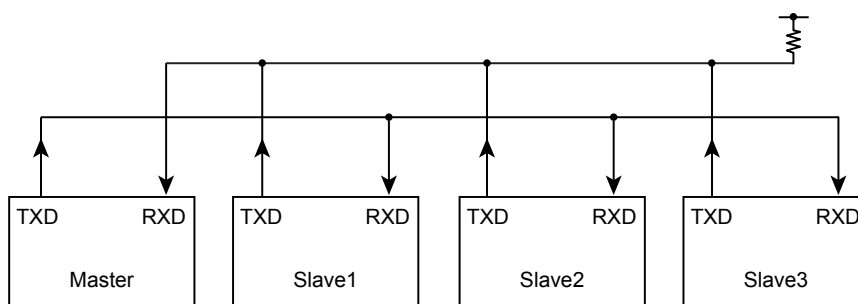 TXD RXD TXD RXD TXD RXD TXD RXD
Master Slave1 Slave2 Slave3